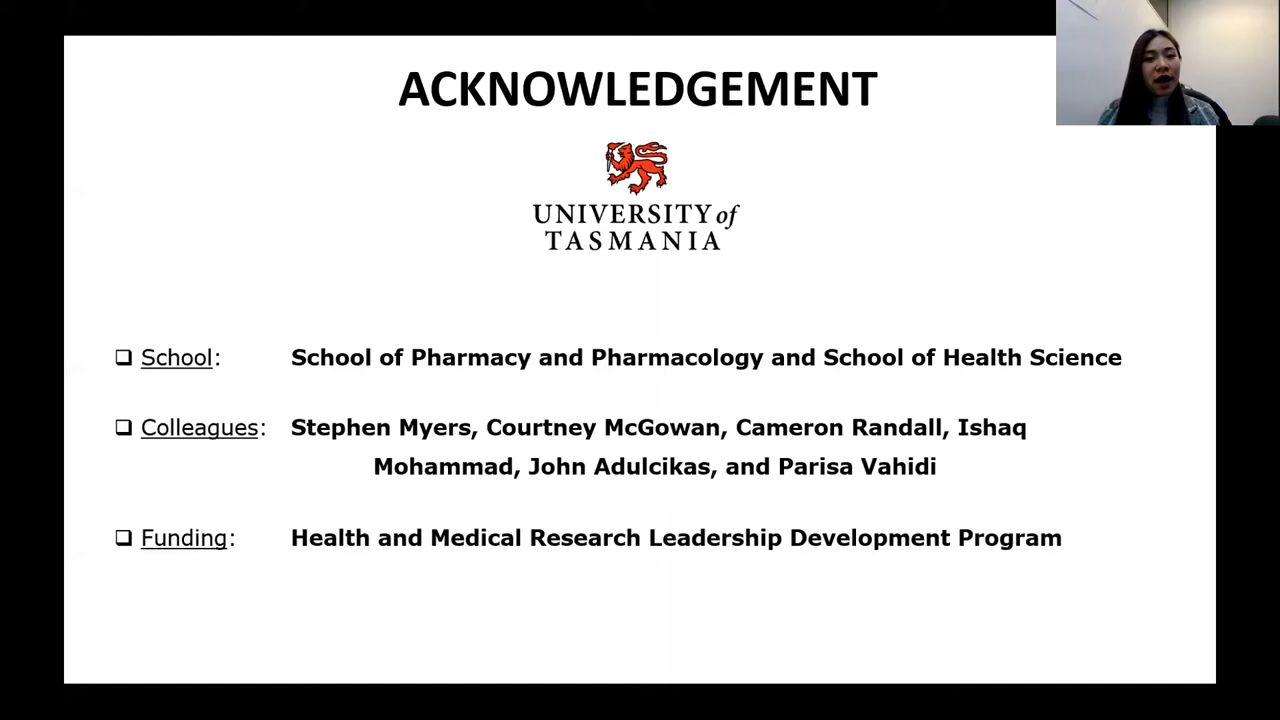 ACKNOWLEDGEMENT
UNIVERSITY of
TASMANIA
❑ School: School of Pharmacy and Pharmacology and School of Health Science
❑ Colleagues: Stephen Myers, Courtney McGowan, Cameron Randall, Ishaq
Mohammad, John Adulcikas, and Parisa Vahidi
❑ Funding: Health and Medical Research Leadership Development Program